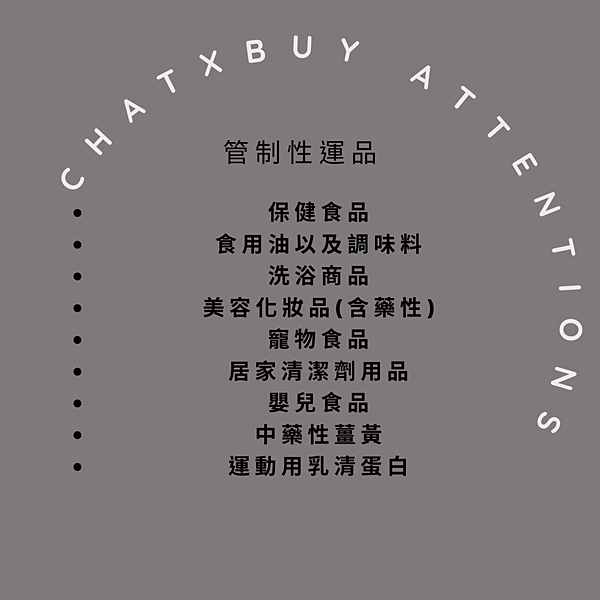 CHATXBUY ATTENTIONS
管制性運品
• 保健食品
• 食用油以及調味料
• 洗浴商品
• 美容化妝品(含藥性)
• 寵物食品
• 居家清潔劑用品
• 嬰兒食品
• 中藥性薑黃
• 運動用乳清蛋白